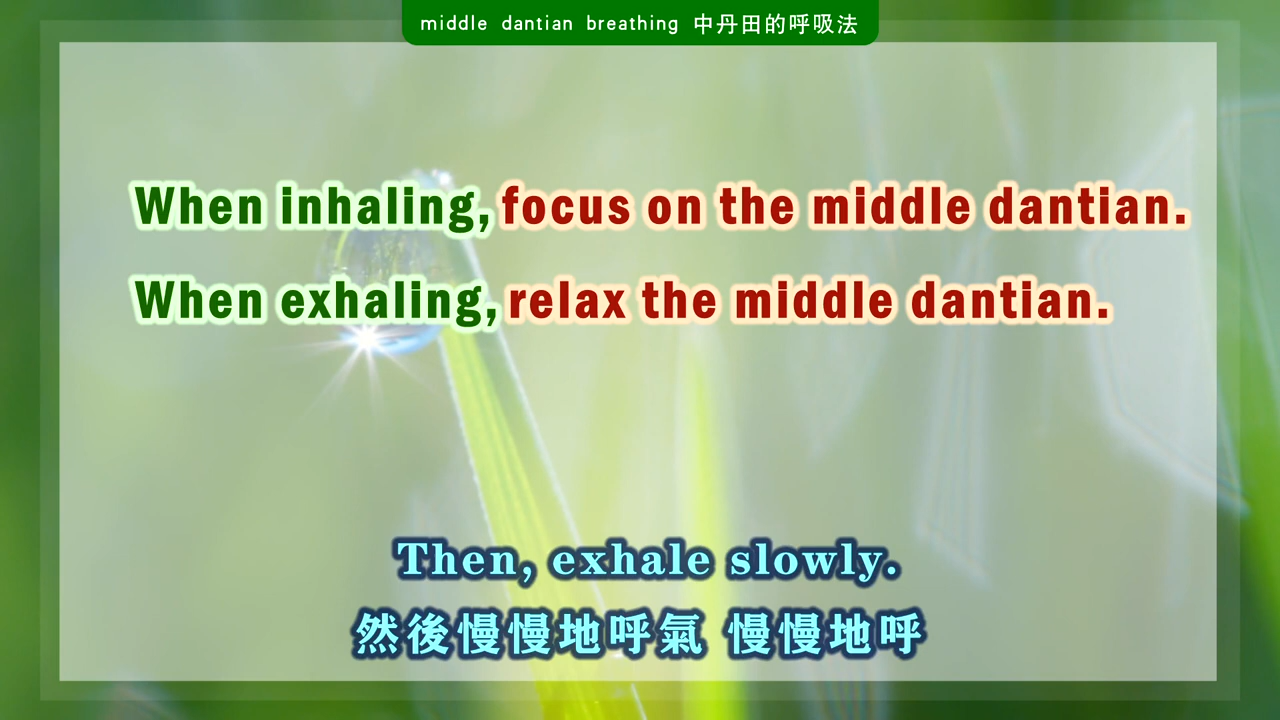 middle dantian breathing 中丹田的呼吸法
When inhaling, focus on the middle dantian.
When exhaling, relax the middle dantian.
Then, exhale slowly.
然後慢慢地呼氣 慢慢地呼